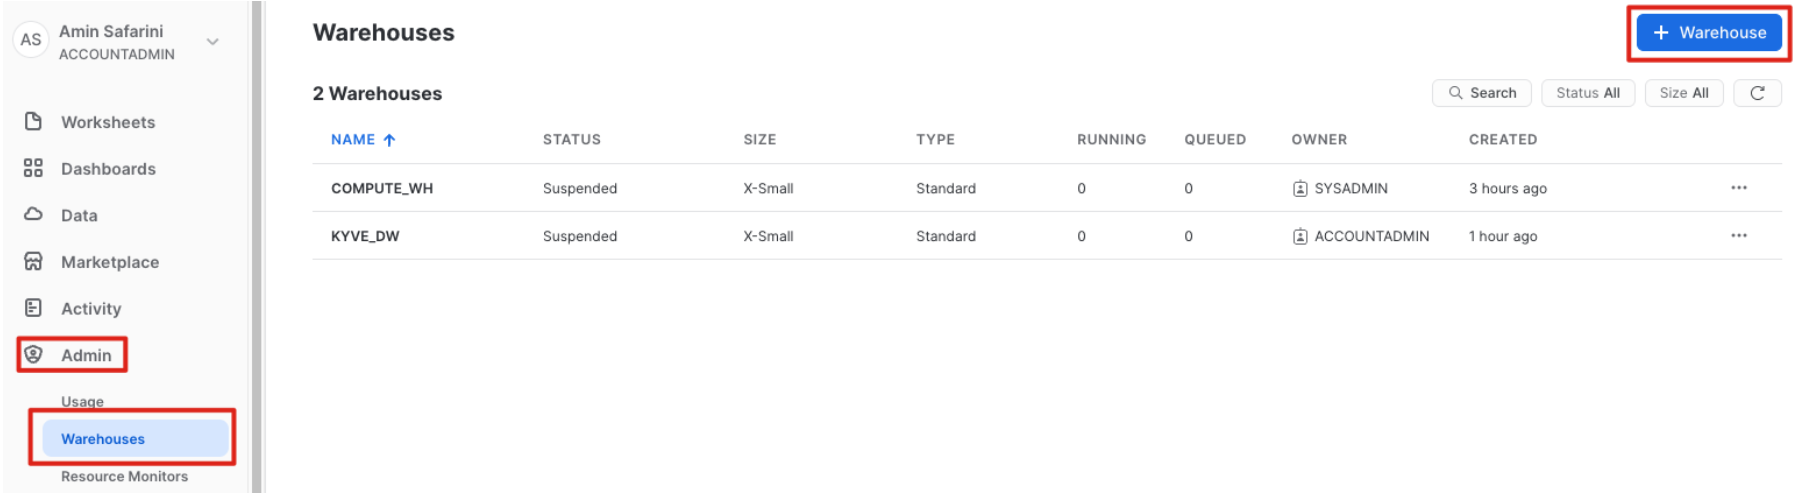 AS
Amin Safarini
ACCOUNTADMIN
Worksheets
Dashboards
Data
Marketplace
Activity
Admin
Usage
Warehouses
Resource Monitors
Warehouses
+ Warehouse
2 Warehouses
Search Status All Size All
NAME ↑ STATUS SIZE TYPE RUNNING QUEUED OWNER CREATED
COMPUTE_WH Suspended X-Small Standard 0 0 SYSADMIN 3 hours ago ...
KYVE_DW Suspended X-Small Standard 0 0 ACCOUNTADMIN 1 hour ago ...